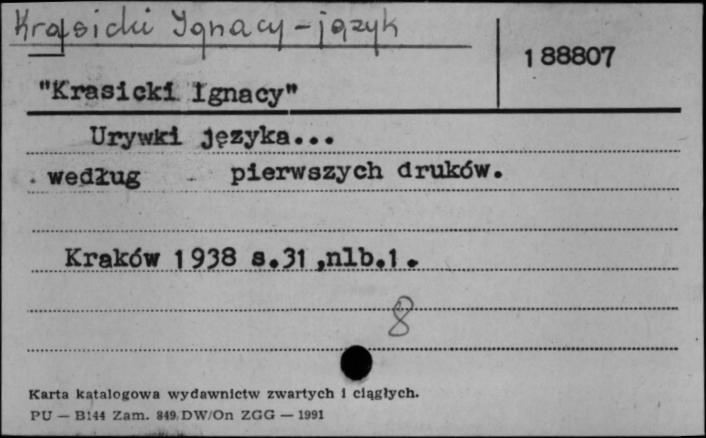 Krasicki Ignacy - język
188807
"Krasicki Ignacy"
Urywki języka...
według pierwszych druków.
Kraków 1938 s.31 ,nlb.1.
8
Karta katalogowa wydawnictw zwartych i ciągłych.
PU — B144 Zam. 849/DW/On ZGG — 1991